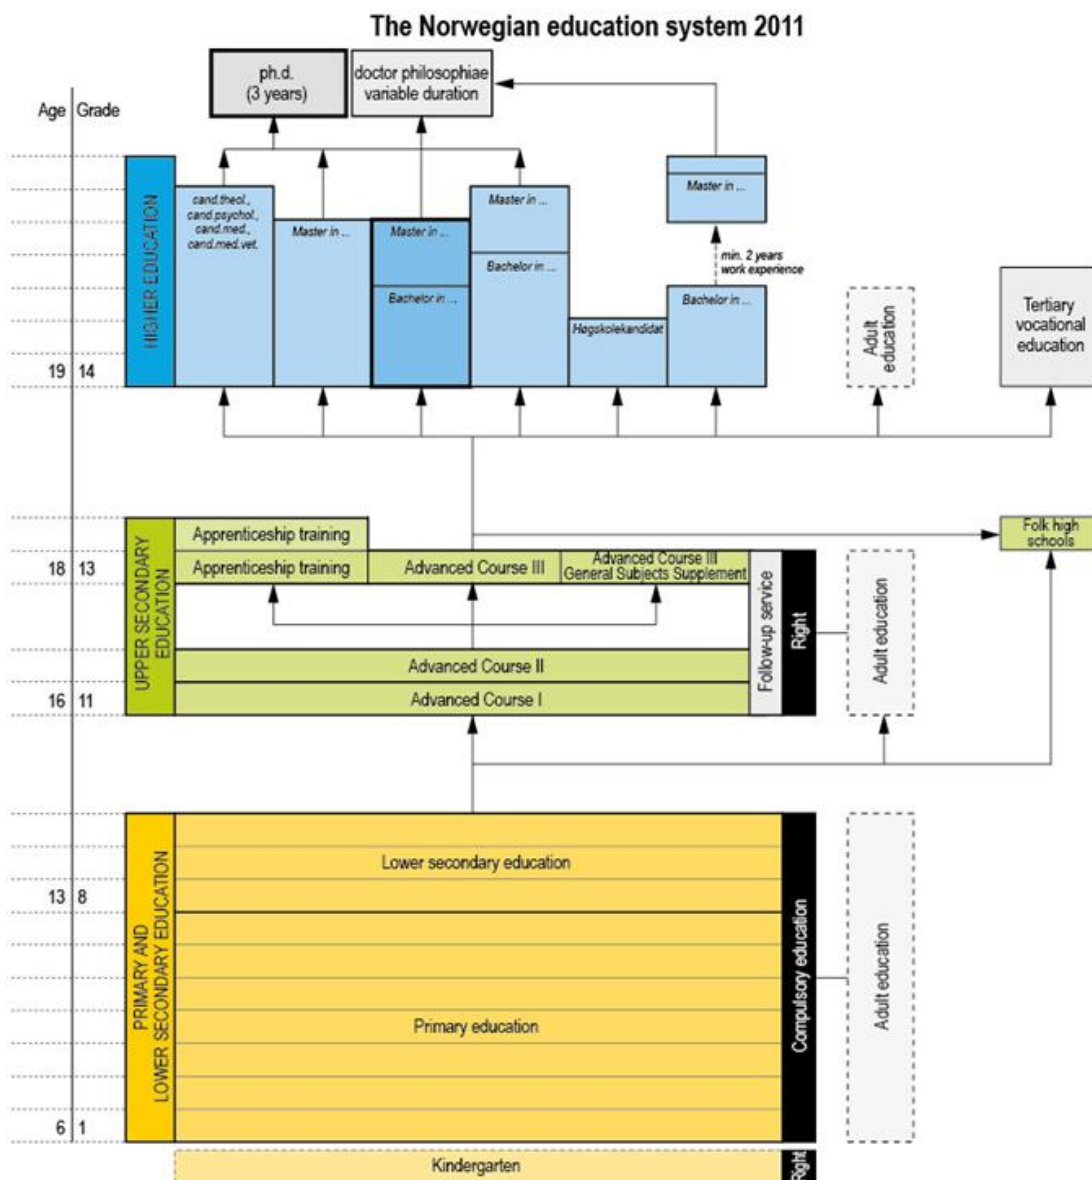 The Norwegian education system 2011
ph.d.
(3 years)
doctor philosophiae
variable duration
Age Grade
HIGHER EDUCATION
cand.theol.,
cand.psychol.,
cand.med.,
cand.med.vet.
Master in ...
Master in ...
Bachelor in ...
Master in ...
Bachelor in ...
Høgskolekandidat
Master in ...
min. 2 years
work experience
Bachelor in ...
Adult
education
Tertiary
vocational
education
19 14
UPPER SECONDARY
EDUCATION
Apprenticeship training
Folk high
schools
18 13
Apprenticeship training
Advanced Course III
Advanced Course III
General Subjects Supplement
Follow-up service
Right
Adult education
Advanced Course II
16 11
Advanced Course I
PRIMARY AND
LOWER SECONDARY EDUCATION
Lower secondary education
13 8
Compulsory education
Adult education
Primary education
6 1
Kindergarten
Right